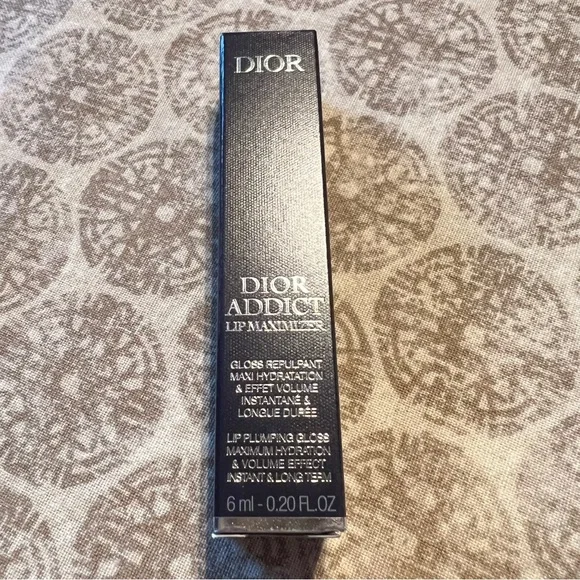 DIOR
DIOR
ADDICT
LIP MAXIMIZER
GLOSS REPULPANT
MAXI HYDRATATION
& EFFET VOLUME
INSTANTANÉ &
LONGUE DURÉE
LIP PLUMPING GLOSS
MAXIMUM HYDRATION
& VOLUME EFFECT
INSTANT & LONG TERM
6 ml - 0.20 FL.OZ